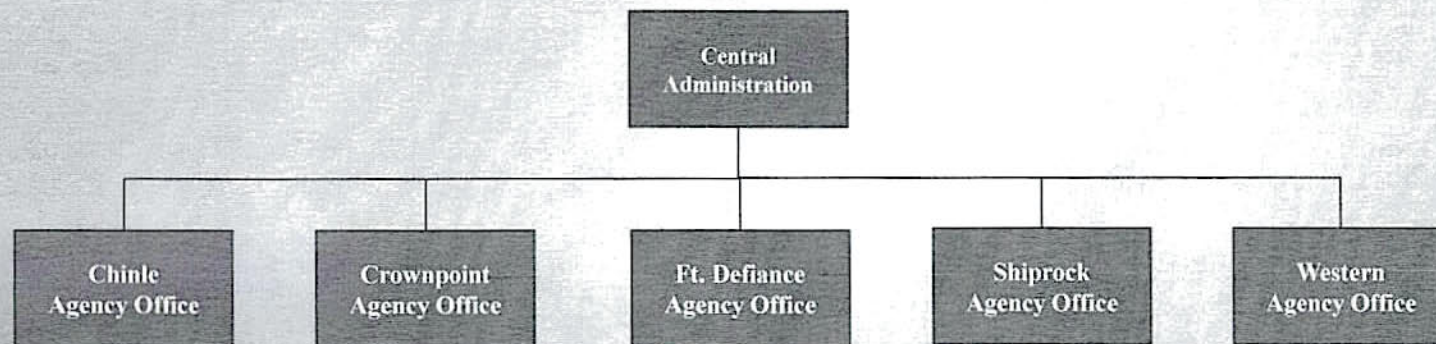 Central
Administration
Chinle
Agency Office
Crownpoint
Agency Office
Ft. Defiance
Agency Office
Shiprock
Agency Office
Western
Agency Office